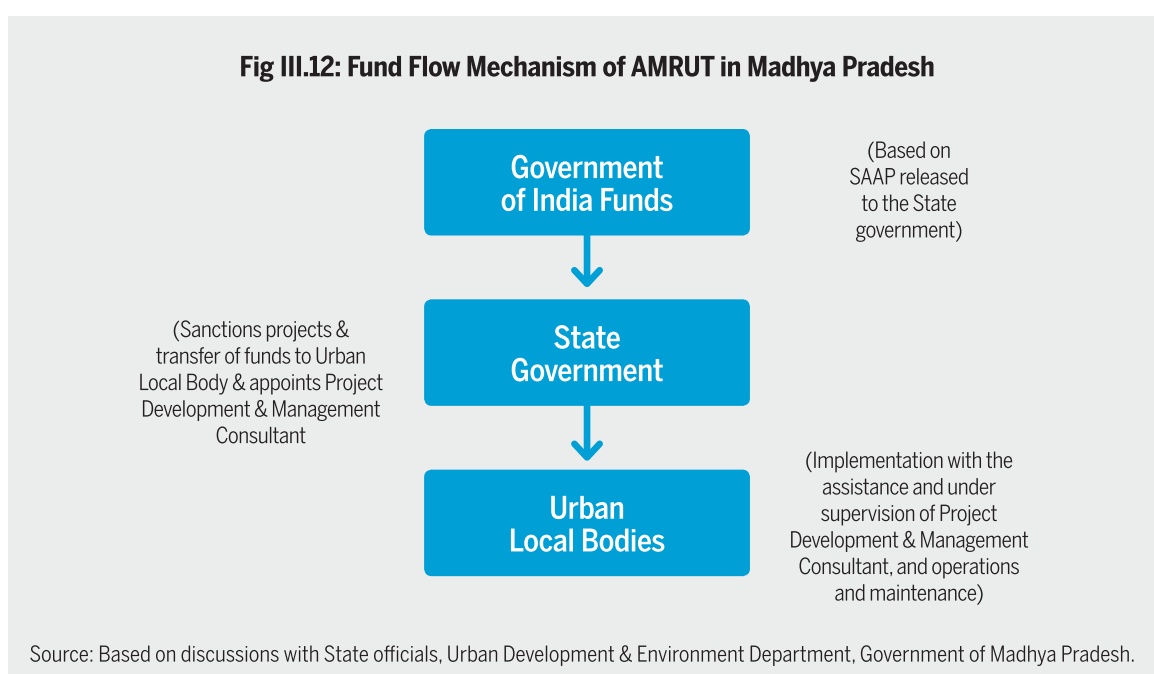 Fig III.12: Fund Flow Mechanism of AMRUT in Madhya Pradesh
Government
of India Funds
(Based on
SAAP released
to the State
government)
State
Government
(Sanctions projects &
transfer of funds to Urban
Local Body & appoints Project
Development & Management
Consultant
Urban
Local Bodies
(Implementation with the
assistance and under
supervision of Project
Development & Management
Consultant, and operations
and maintenance)
Source: Based on discussions with State officials, Urban Development & Environment Department, Government of Madhya Pradesh.